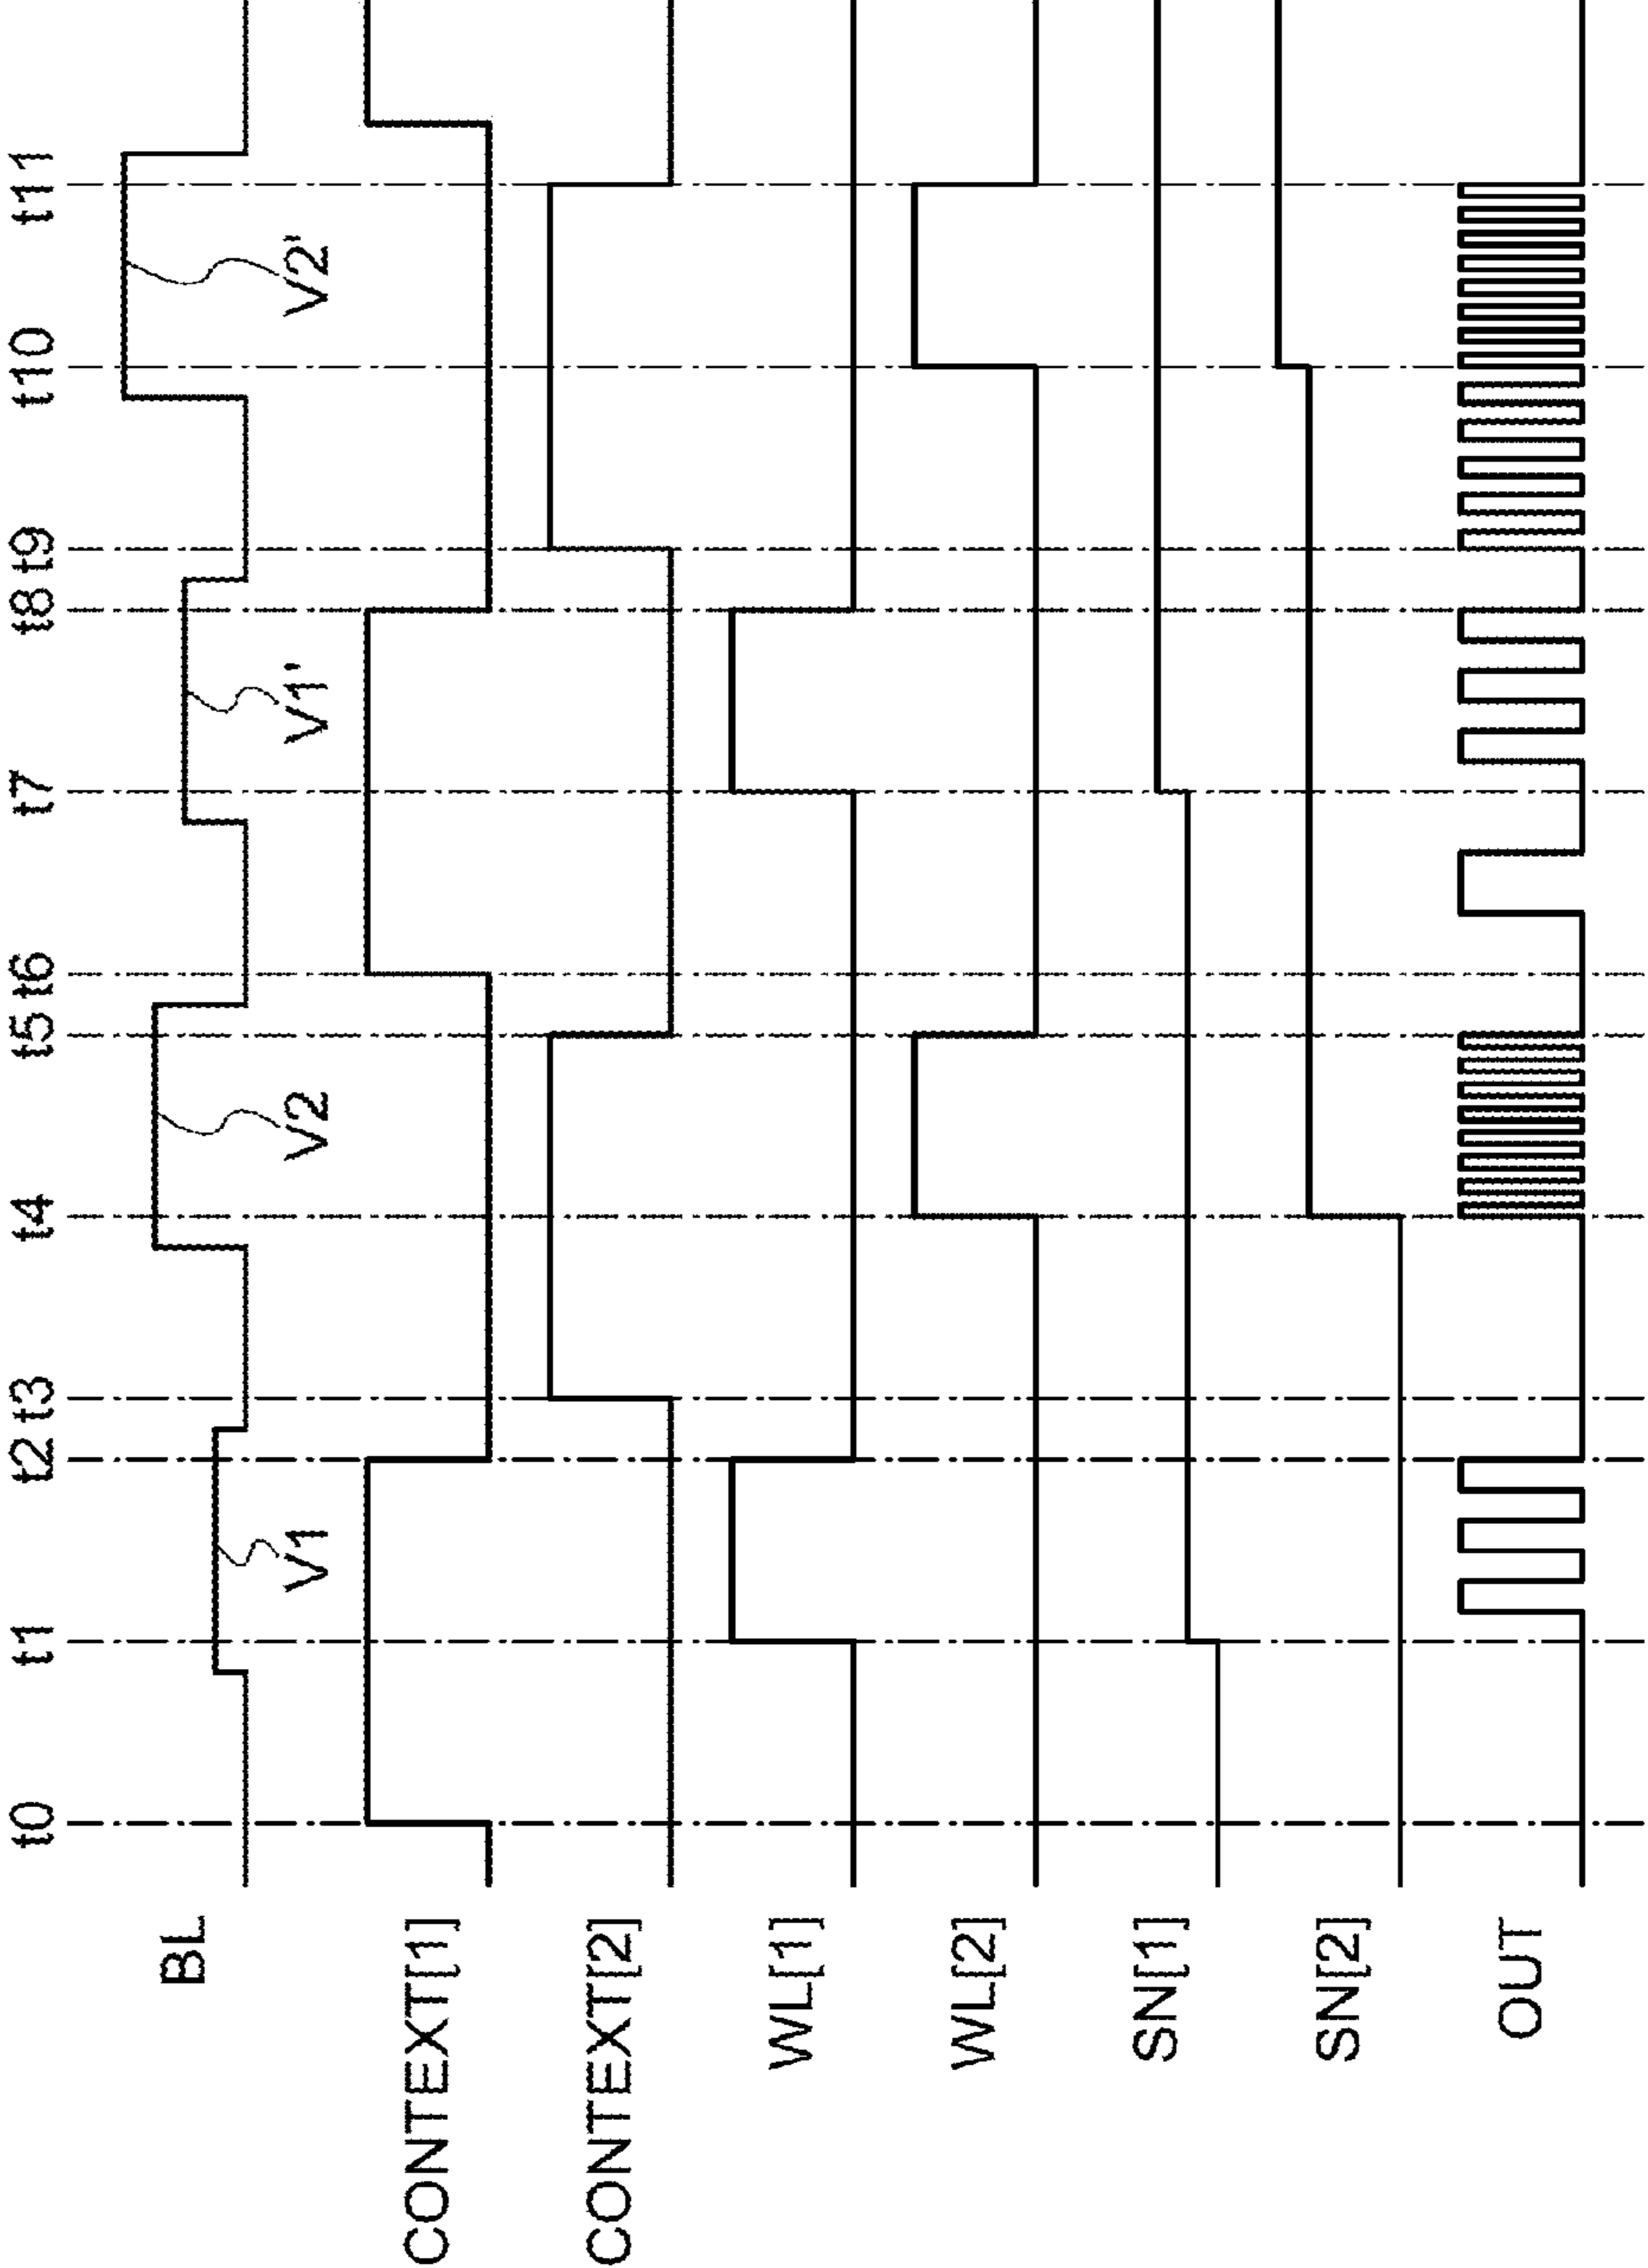 t0 t1 t2 t3 t4 t5 t6 t7 t8 t9 t10 t11
BL
V1 V2 V1' V2'
CONTEXT[1]
CONTEXT[2]
WL[1]
WL[2]
SN[1]
SN[2]
OUT